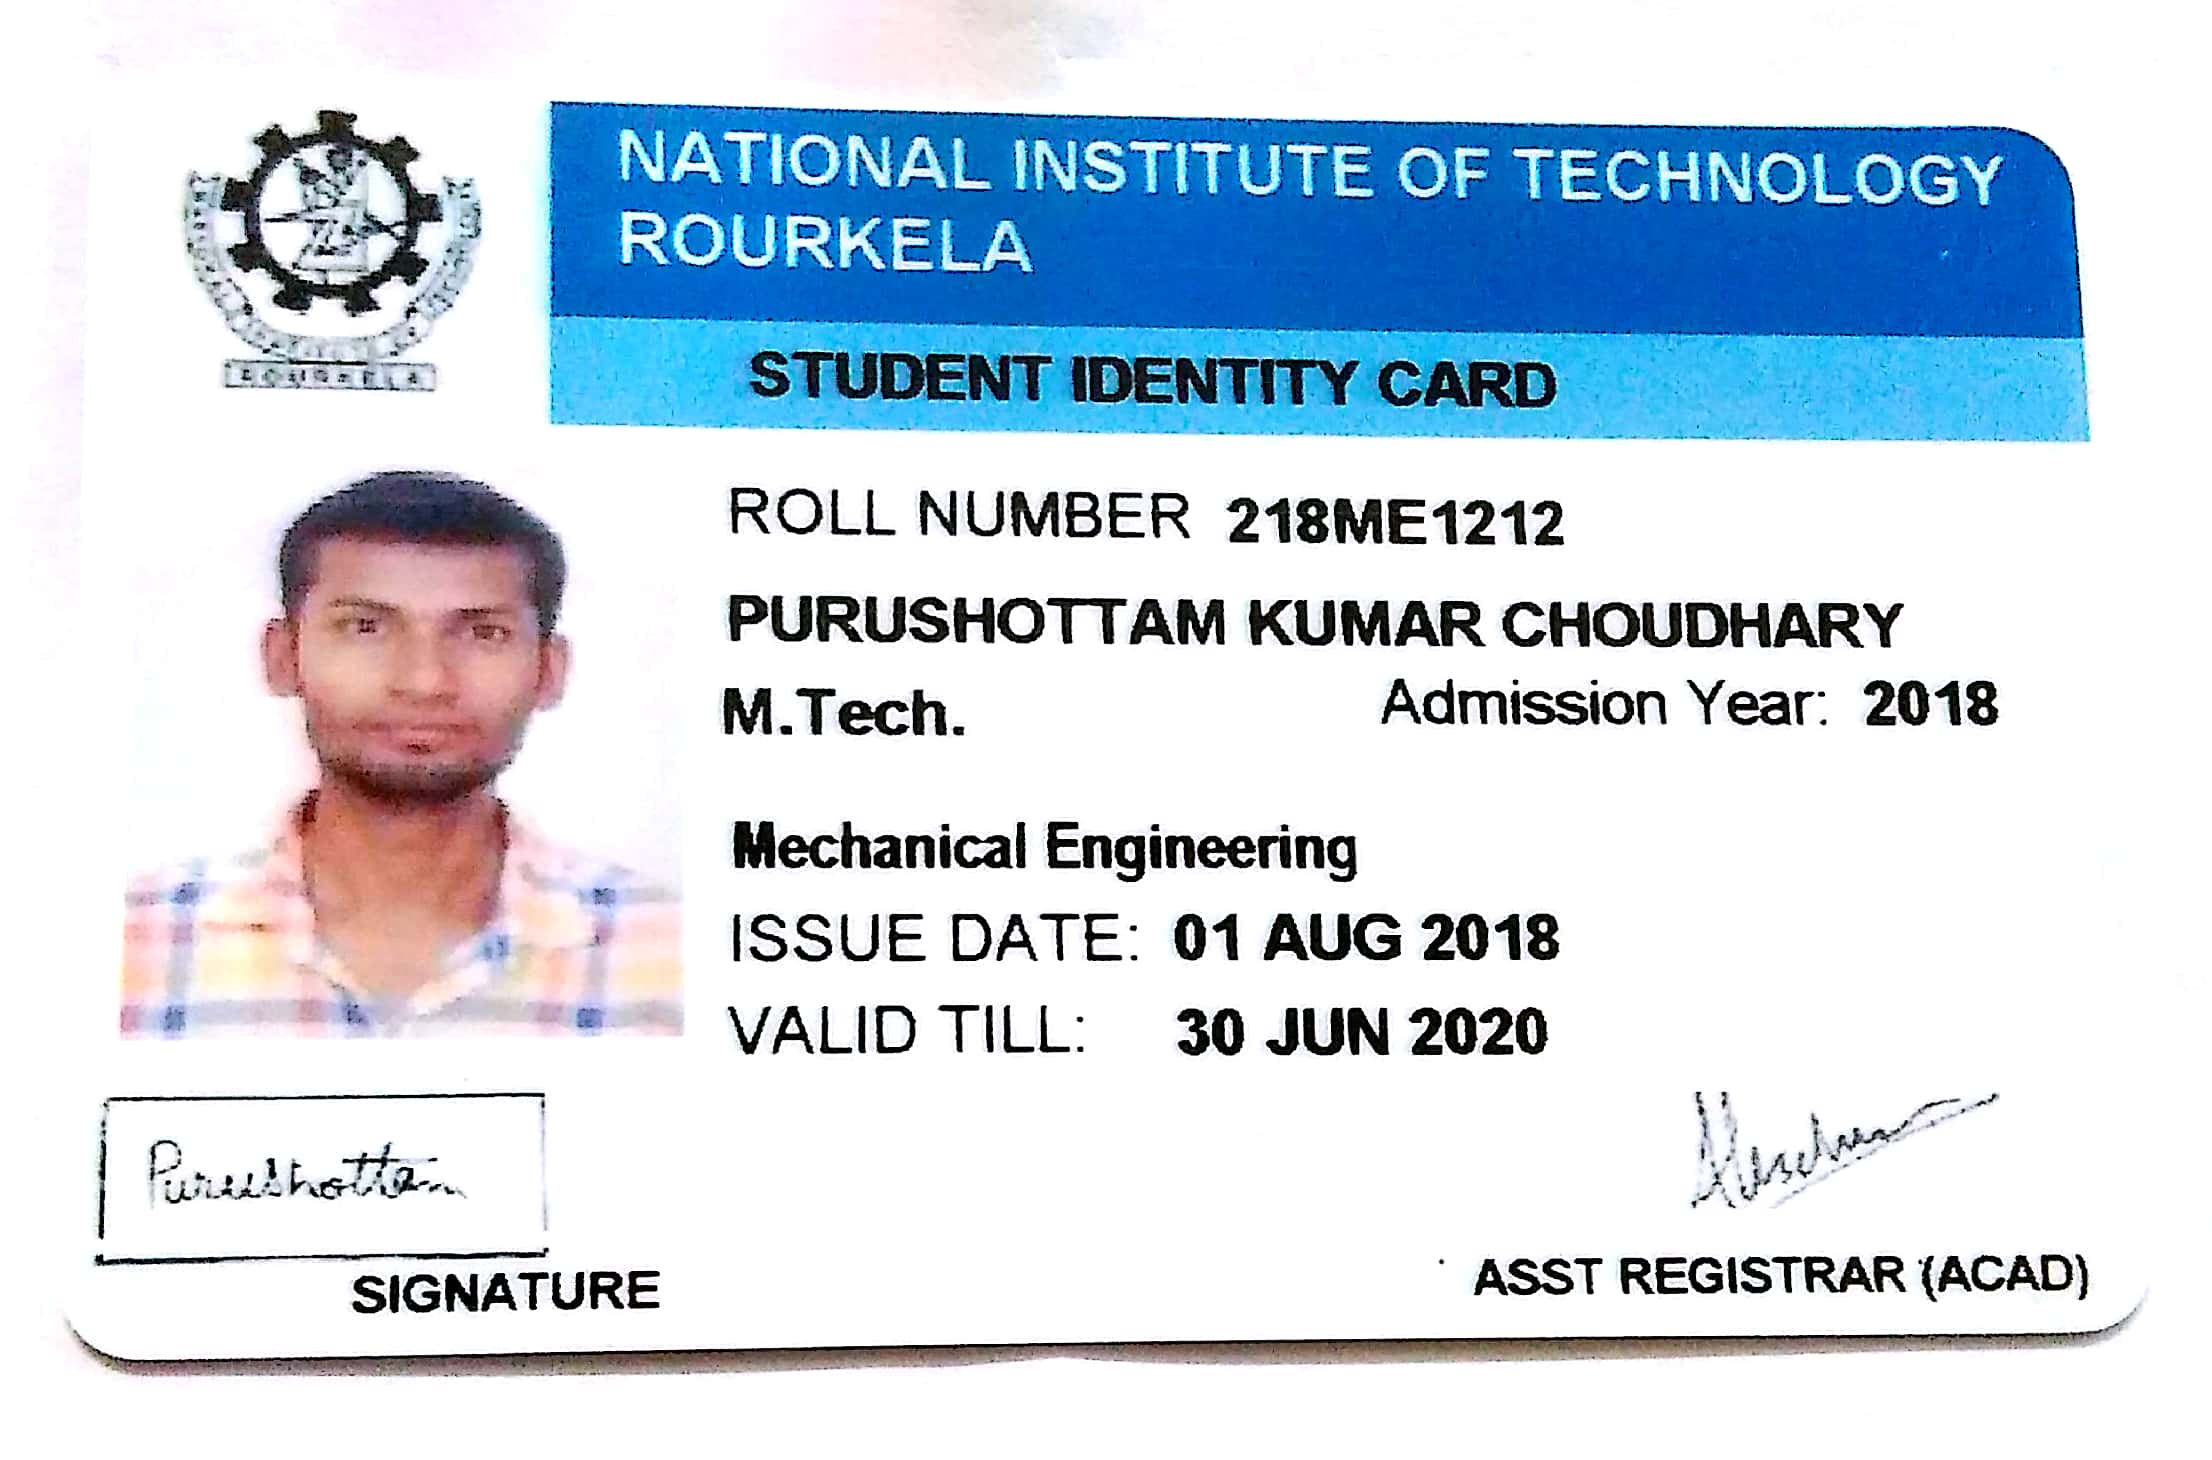 NATIONAL INSTITUTE OF TECHNOLOGY
ROURKELA
ROURKELA
STUDENT IDENTITY CARD
ROLL NUMBER 218ME1212
PURUSHOTTAM KUMAR CHOUDHARY
M.Tech. Admission Year: 2018
Mechanical Engineering
ISSUE DATE: 01 AUG 2018
VALID TILL: 30 JUN 2020
Purushottam
SIGNATURE
ASST REGISTRAR (ACAD)